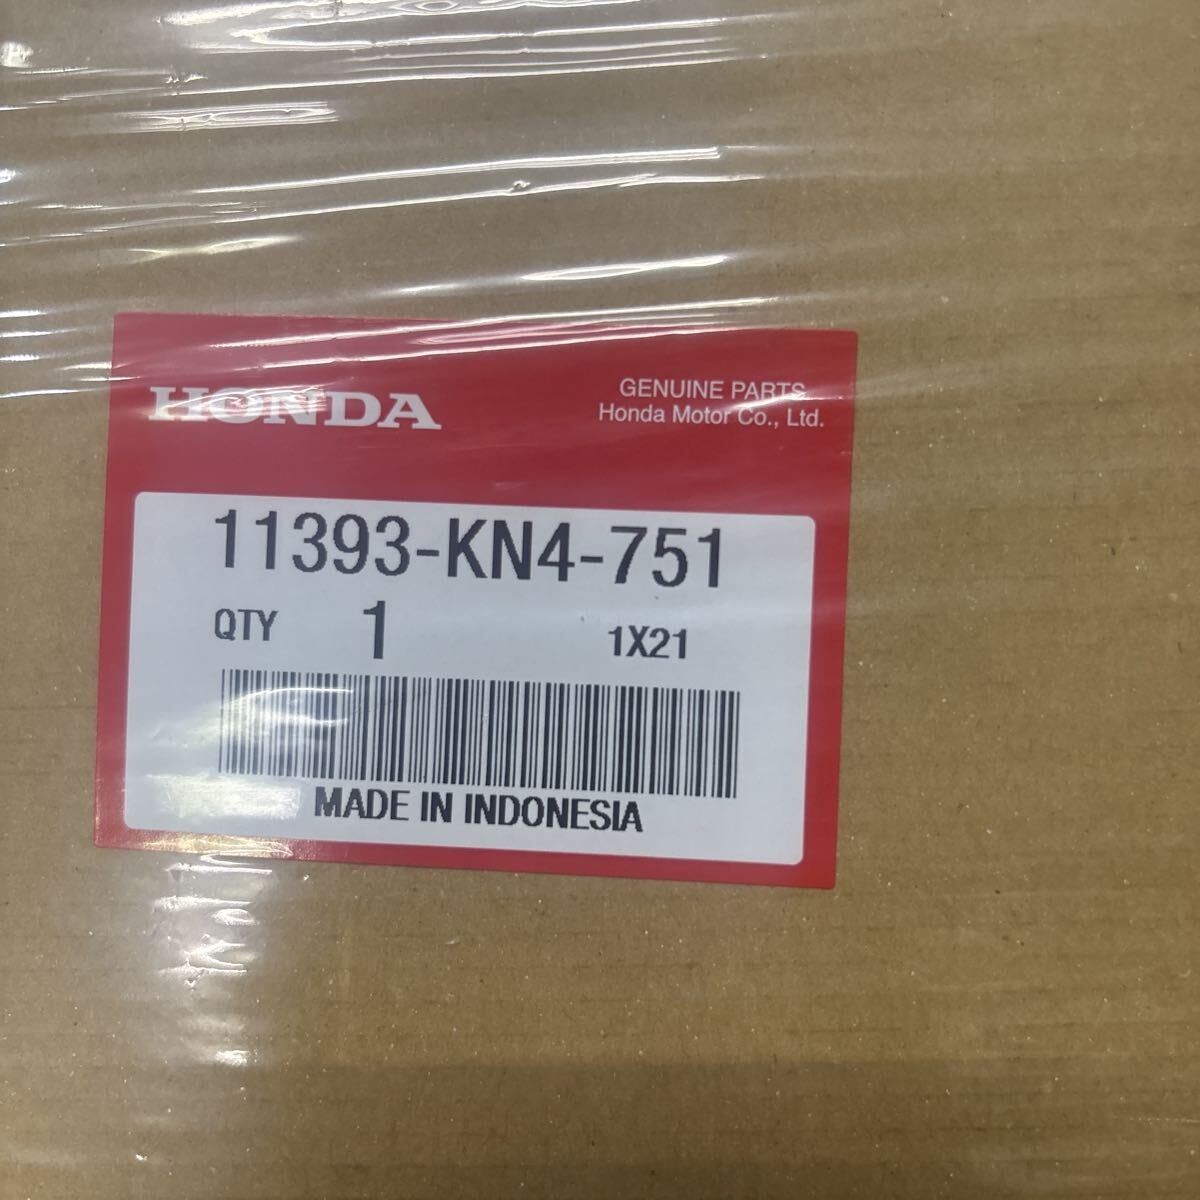 HONDA
GENUINE PARTS
Honda Motor Co., Ltd.
11393-KN4-751
QTY 1 1X21
MADE IN INDONESIA